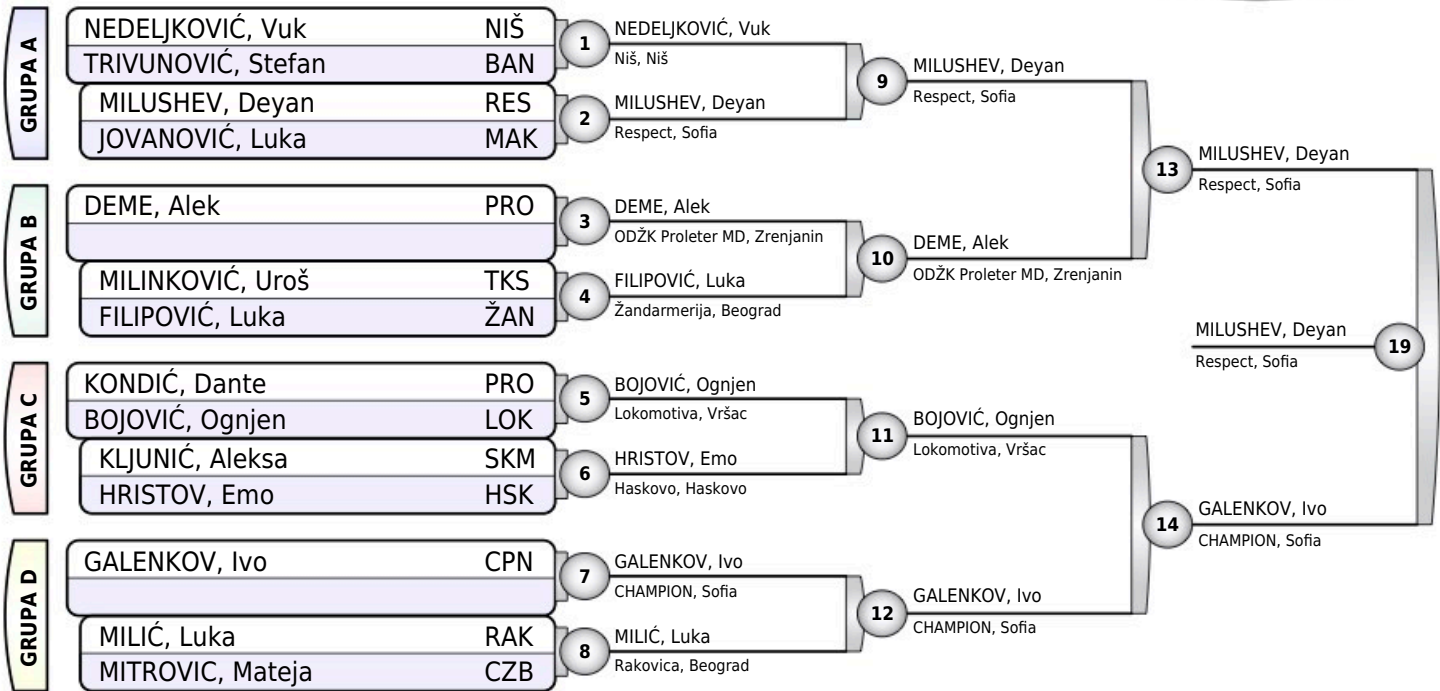 GRUPA A
NEDELJKOVIĆ, Vuk NIŠ
TRIVUNOVIĆ, Stefan BAN
MILUSHEV, Deyan RES
JOVANOVIĆ, Luka MAK
GRUPA B
DEME, Alek PRO
MILINKOVIĆ, Uroš TKS
FILIPOVIĆ, Luka ŽAN
GRUPA C
KONDIĆ, Dante PRO
BOJOVIĆ, Ognjen LOK
KLJUNIĆ, Aleksa SKM
HRISTOV, Emo HSK
GRUPA D
GALENKOV, Ivo CPN
MILIĆ, Luka RAK
MITROVIC, Mateja CZB
1
NEDELJKOVIĆ, Vuk
Niš, Niš
2
MILUSHEV, Deyan
Respect, Sofia
3
DEME, Alek
ODŽK Proleter MD, Zrenjanin
4
FILIPOVIĆ, Luka
Žandarmerija, Beograd
5
BOJOVIĆ, Ognjen
Lokomotiva, Vršac
6
HRISTOV, Emo
Haskovo, Haskovo
7
GALENKOV, Ivo
CHAMPION, Sofia
8
MILIĆ, Luka
Rakovica, Beograd
9
MILUSHEV, Deyan
Respect, Sofia
10
DEME, Alek
ODŽK Proleter MD, Zrenjanin
11
BOJOVIĆ, Ognjen
Lokomotiva, Vršac
12
GALENKOV, Ivo
CHAMPION, Sofia
13
MILUSHEV, Deyan
Respect, Sofia
14
GALENKOV, Ivo
CHAMPION, Sofia
MILUSHEV, Deyan
Respect, Sofia
19